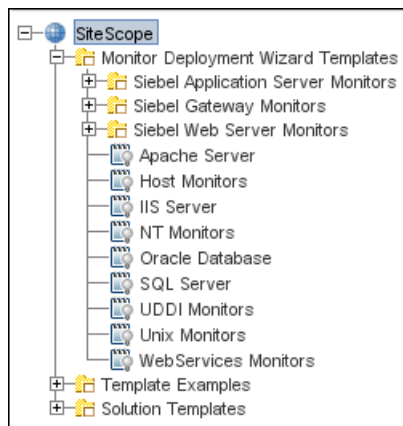 SiteScope
Monitor Deployment Wizard Templates
Siebel Application Server Monitors
Siebel Gateway Monitors
Siebel Web Server Monitors
Apache Server
Host Monitors
IIS Server
NT Monitors
Oracle Database
SQL Server
UDDI Monitors
Unix Monitors
WebServices Monitors
Template Examples
Solution Templates